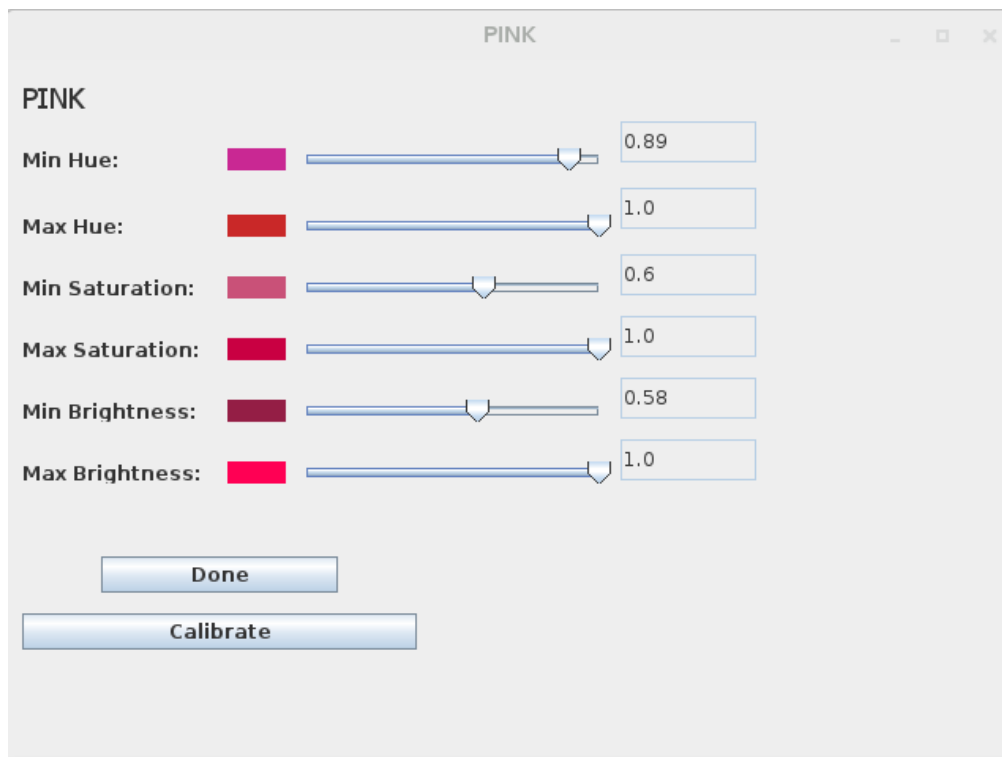 PINK
PINK
Min Hue: 0.89
Max Hue: 1.0
Min Saturation: 0.6
Max Saturation: 1.0
Min Brightness: 0.58
Max Brightness: 1.0
Done
Calibrate